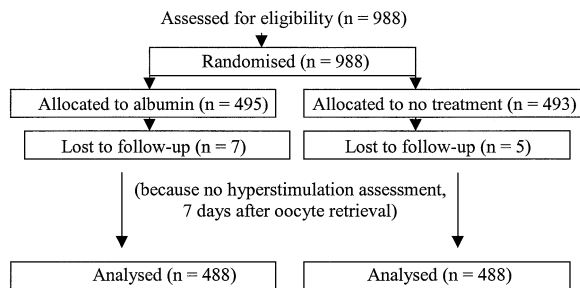 Assessed for eligibility (n = 988)
Randomised (n = 988)
Allocated to albumin (n = 495)
Allocated to no treatment (n = 493)
Lost to follow-up (n = 7)
Lost to follow-up (n = 5)
(because no hyperstimulation assessment,
7 days after oocyte retrieval)
Analysed (n = 488)
Analysed (n = 488)